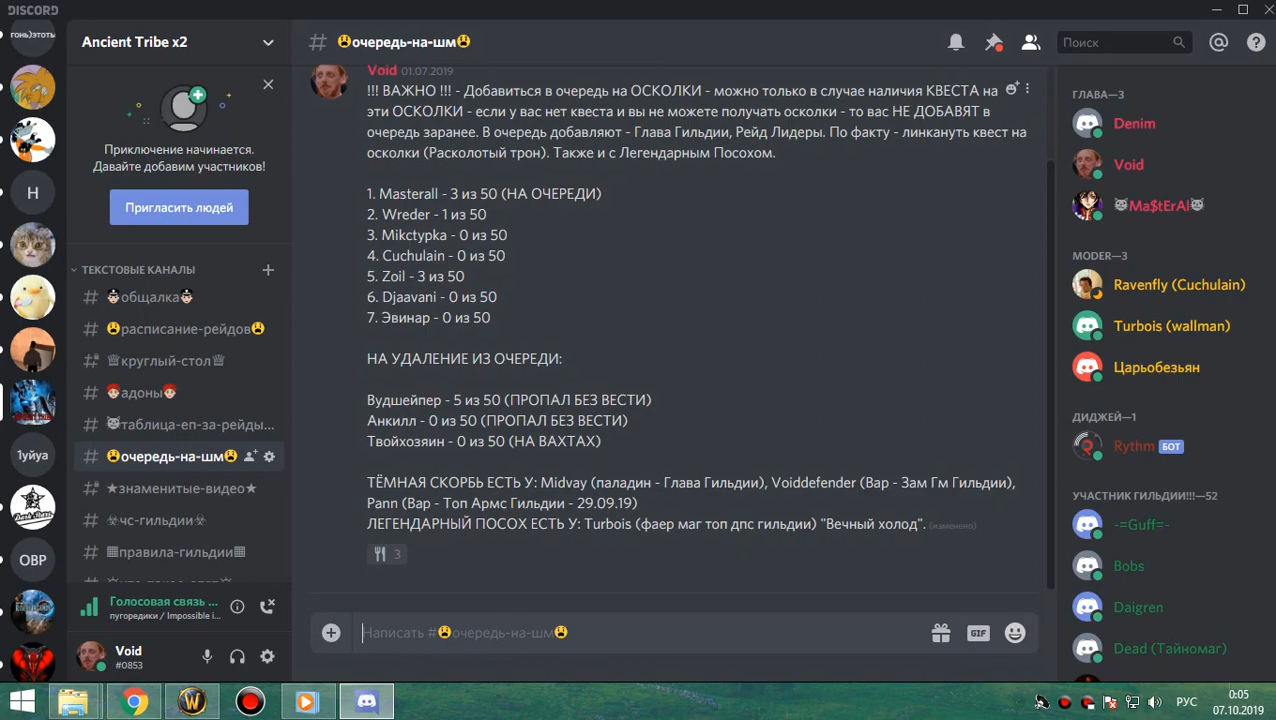 DISCORD
гонь)этоты
Ancient Tribe x2
Приключение начинается.
Давайте добавим участников!
Пригласить людей
Н
1уйуа
OBP
ТЕКСТОВЫЕ КАНАЛЫ
# 👮общалка👮
# 😩расписание-рейдов😩
# ♕круглый-стол♕
# адоны
# 😈таблица-еп-за-рейды...
# 😩очередь-на-шм😩
# ★знаменитые-видео★
# ☣чс-гильдии☣
# ▦правила-гильдии▦
Голосовая связь ...
пугоредики / Impossible i...
Void
#0853
# 😩очередь-на-шм😩
Поиск
Void 01.07.2019
!!! ВАЖНО !!! - Добавиться в очередь на ОСКОЛКИ - можно только в случае наличия КВЕСТА на
эти ОСКОЛКИ - если у вас нет квеста и вы не можете получать осколки - то вас НЕ ДОБАВЯТ в
очередь заранее. В очередь добавляют - Глава Гильдии, Рейд Лидеры. По факту - линкануть квест на
осколки (Расколотый трон). Также и с Легендарным Посохом.
1. Masterall - 3 из 50 (НА ОЧЕРЕДИ)
2. Wreder - 1 из 50
3. Mikctypka - 0 из 50
4. Cuchulain - 0 из 50
5. Zoil - 3 из 50
6. Djaavani - 0 из 50
7. Эвинар - 0 из 50
НА УДАЛЕНИЕ ИЗ ОЧЕРЕДИ:
Вудшейпер - 5 из 50 (ПРОПАЛ БЕЗ ВЕСТИ)
Анкилл - 0 из 50 (ПРОПАЛ БЕЗ ВЕСТИ)
Твойхозяин - 0 из 50 (НА ВАХТАХ)
ТЁМНАЯ СКОРБЬ ЕСТЬ У: Midvay (паладин - Глава Гильдии), Voiddefender (Вар - Зам Гм Гильдии),
Pann (Вар - Топ Армс Гильдии - 29.09.19)
ЛЕГЕНДАРНЫЙ ПОСОХ ЕСТЬ У: Turbois (фаер маг топ дпс гильдии) "Вечный холод". (изменено)
🍴 3
Написать #😩очередь-на-шм😩
GIF
ГЛАВА—3
Denim
Void
😈Ma$tErAl😈
MODER—3
Ravenfly (Cuchulain)
Turbois (wallman)
Царьобезьян
ДИДЖЕЙ—1
Rythm БОТ
УЧАСТНИК ГИЛЬДИИ!!!—52
-=Guff=-
Bobs
Daigren
Dead (Тайномаг)
РУС
0:05
07.10.2019